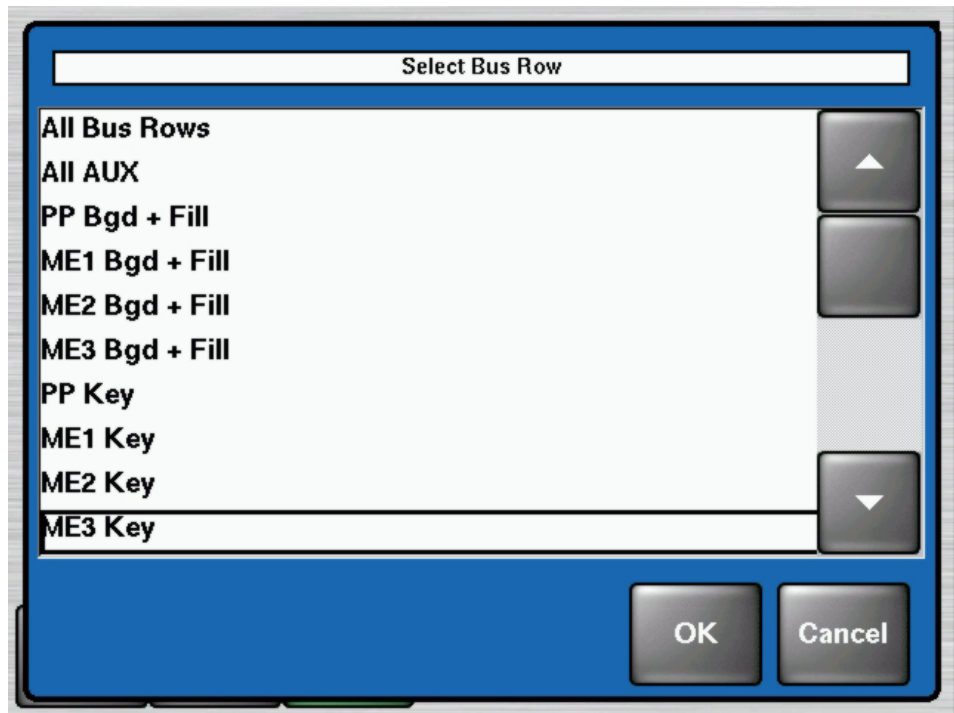 Select Bus Row
All Bus Rows
All AUX
PP Bgd + Fill
ME1 Bgd + Fill
ME2 Bgd + Fill
ME3 Bgd + Fill
PP Key
ME1 Key
ME2 Key
ME3 Key
OK
Cancel